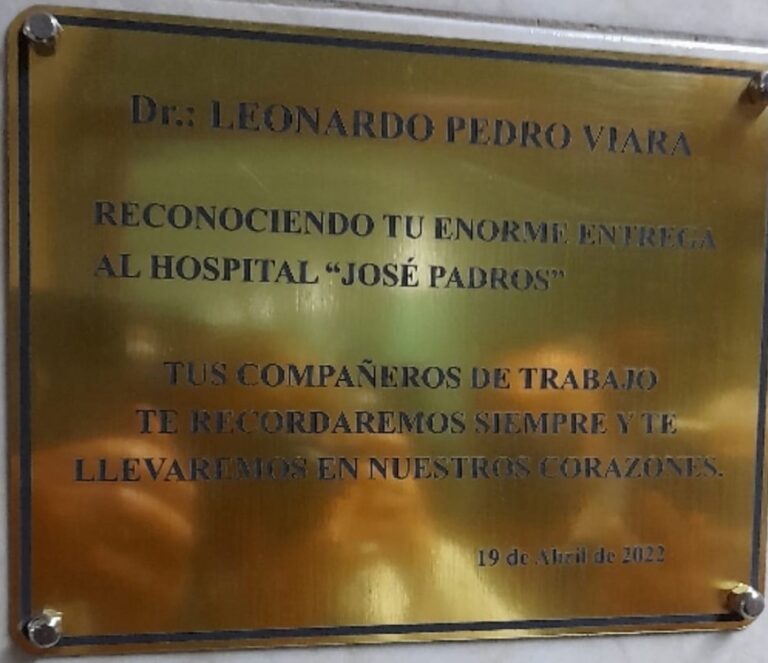 Dr.: LEONARDO PEDRO VIARA
RECONOCIENDO TU ENORME ENTREGA
AL HOSPITAL “JOSÉ PADROS”
TUS COMPAÑEROS DE TRABAJO
TE RECORDAREMOS SIEMPRE Y TE
LLEVAREMOS EN NUESTROS CORAZONES.
19 de Abril de 2022